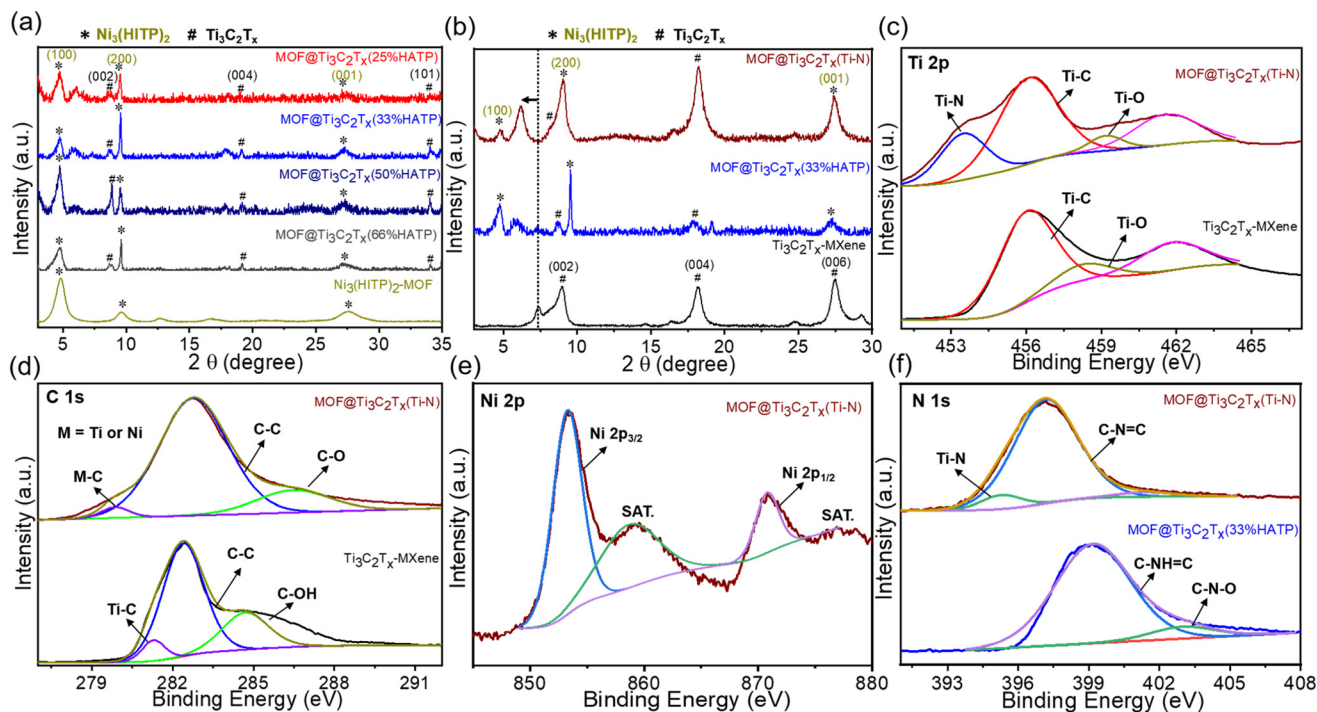 (a)
* Ni₃(HITP)₂ # Ti₃C₂Tₓ
(100) (200) MOF@Ti₃C₂Tₓ(25%HATP)
* (002) * (004) (001) (101)
# # * #
MOF@Ti₃C₂Tₓ(33%HATP)
* # * # * #
MOF@Ti₃C₂Tₓ(50%HATP)
* # * # * #
MOF@Ti₃C₂Tₓ(66%HATP)
* # * # * #
Ni₃(HITP)₂-MOF
* * *
Intensity (a.u.)
5 10 15 20 25 30 35
2 θ (degree)
(b)
* Ni₃(HITP)₂ # Ti₃C₂Tₓ
MOF@Ti₃C₂Tₓ(Ti-N)
(200) # (001)
(100) # * *
*
MOF@Ti₃C₂Tₓ(33%HATP)
* # * # *
Ti₃C₂Tₓ-MXene
(002) (004) (006)
# # #
Intensity (a.u.)
5 10 15 20 25 30
2 θ (degree)
(c)
Ti 2p
MOF@Ti₃C₂Tₓ(Ti-N)
Ti-N Ti-C Ti-O
Ti-C
Ti-O
Ti₃C₂Tₓ-MXene
Intensity (a.u.)
453 456 459 462 465
Binding Energy (eV)
(d)
C 1s
MOF@Ti₃C₂Tₓ(Ti-N)
M = Ti or Ni
C-C
C-O
M-C
Ti₃C₂Tₓ-MXene
C-C
C-OH
Ti-C
Intensity (a.u.)
279 282 285 288 291
Binding Energy (eV)
(e)
Ni 2p
MOF@Ti₃C₂Tₓ(Ti-N)
Ni 2p₃/₂
Ni 2p₁/₂
SAT. SAT.
Intensity (a.u.)
850 860 870 880
Binding Energy (eV)
(f)
N 1s
MOF@Ti₃C₂Tₓ(Ti-N)
C-N=C
Ti-N
MOF@Ti₃C₂Tₓ(33%HATP)
C-NH=C
C-N-O
Intensity (a.u.)
393 396 399 402 405 408
Binding Energy (eV)